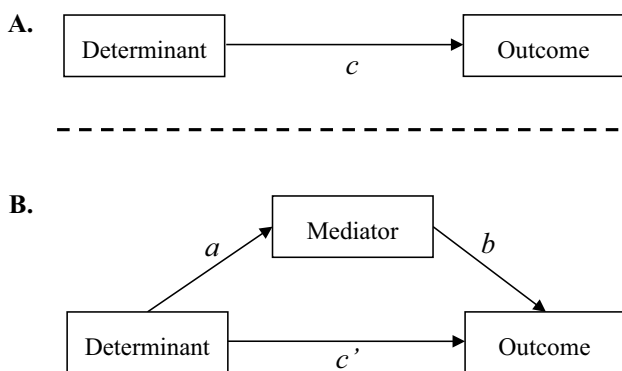 A.
Determinant
Outcome
c
B.
Mediator
a
b
Determinant
Outcome
c’